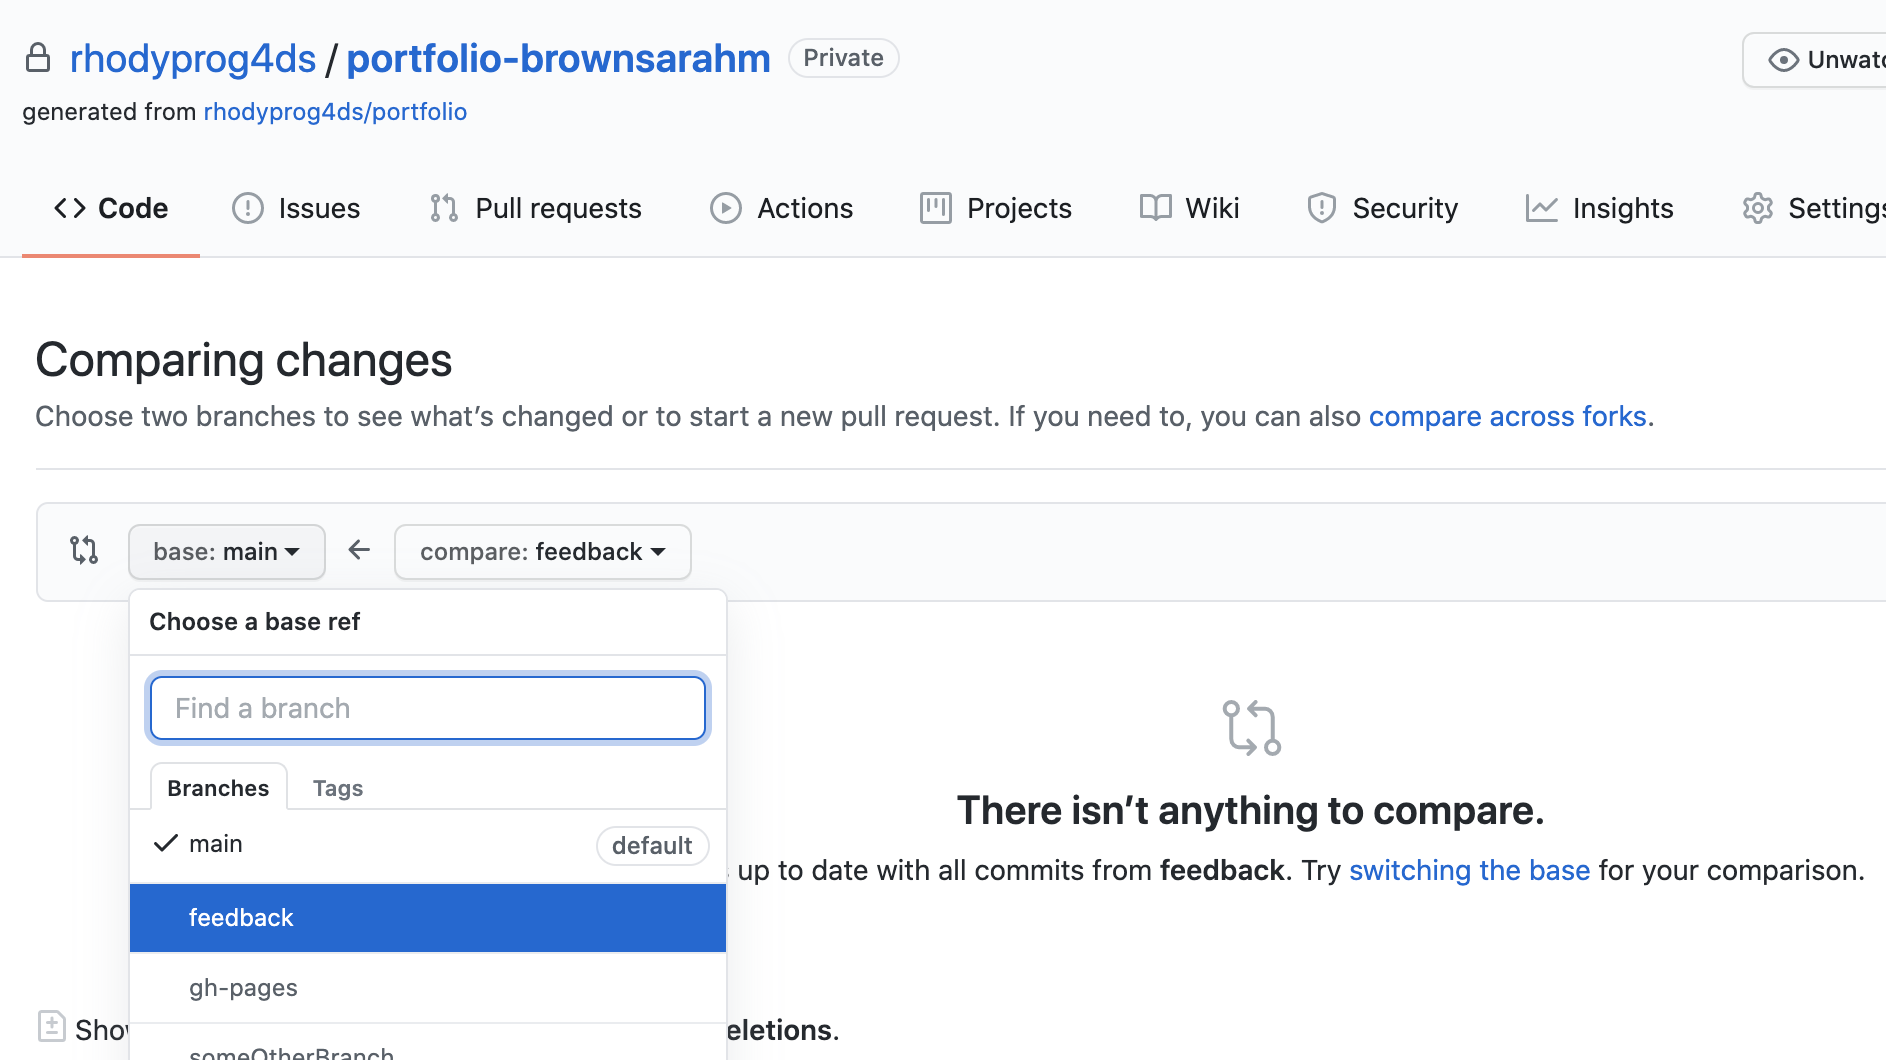 rhodyprog4ds / portfolio-brownsarahm Private
Unwatc
generated from rhodyprog4ds/portfolio
Code Issues Pull requests Actions Projects Wiki Security Insights Settings
Comparing changes
Choose two branches to see what’s changed or to start a new pull request. If you need to, you can also compare across forks.
base: main compare: feedback
Choose a base ref
Find a branch
Branches Tags
main default
feedback
gh-pages
someOtherBranch
There isn’t anything to compare.
up to date with all commits from feedback. Try switching the base for your comparison.
Show
eletions.